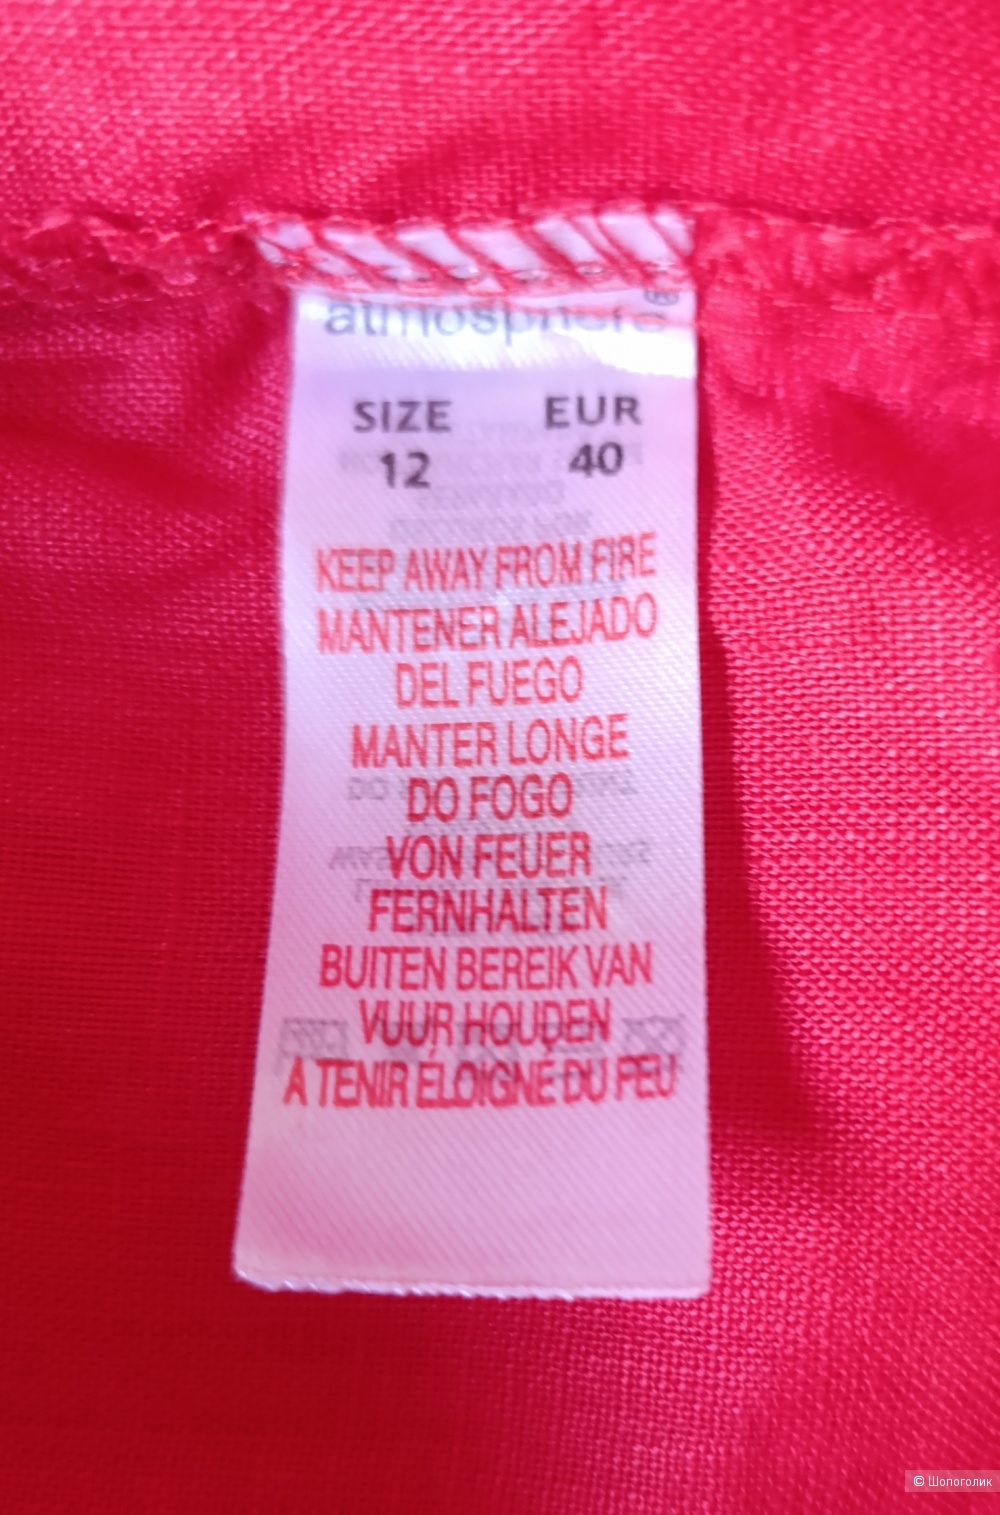 atmosphere®
SIZE EUR
12 40
KEEP AWAY FROM FIRE
MANTENER ALEJADO
DEL FUEGO
MANTER LONGE
DO FOGO
VON FEUER
FERNHALTEN
BUITEN BEREIK VAN
VUUR HOUDEN
A TENIR ÉLOIGNÉ DU FEU
© Шопоголик